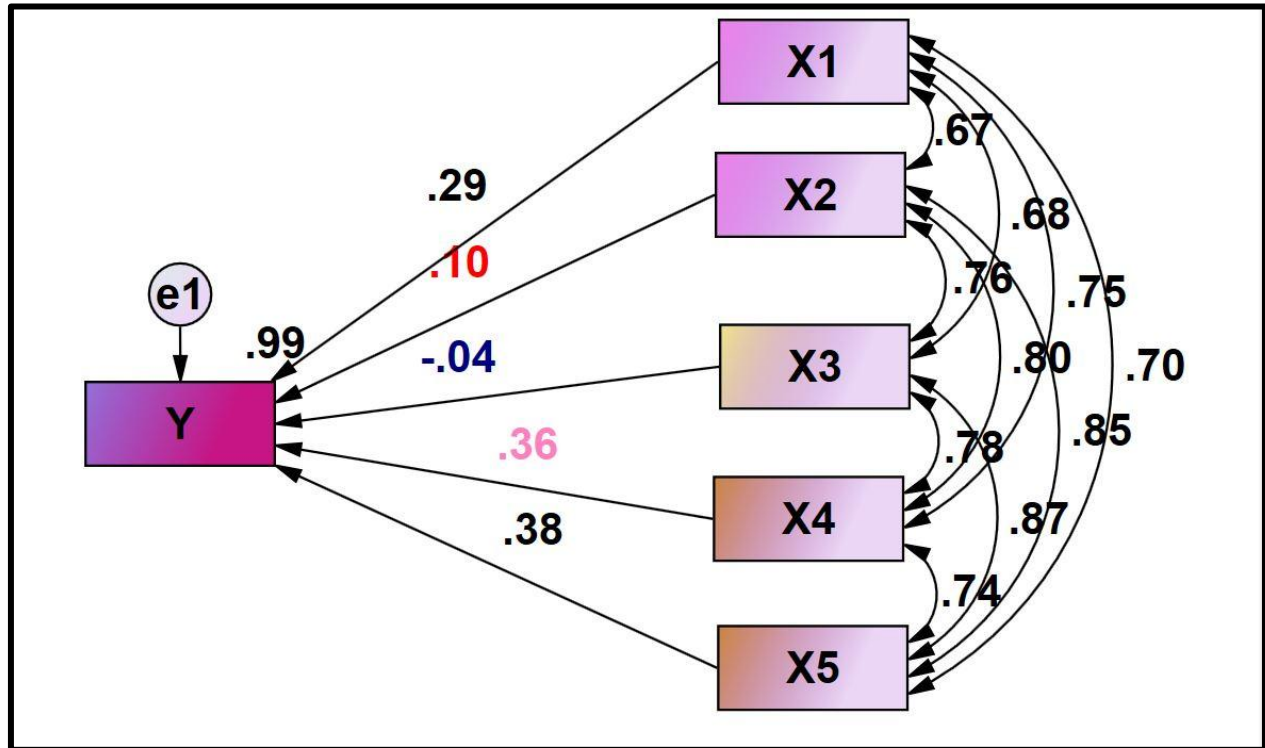 X1
.67
.29
X2
.68
.10
.76
e1
.75
.99
-.04
X3
.80
.70
Y
.36
.78
.85
.38
X4
.87
.74
X5